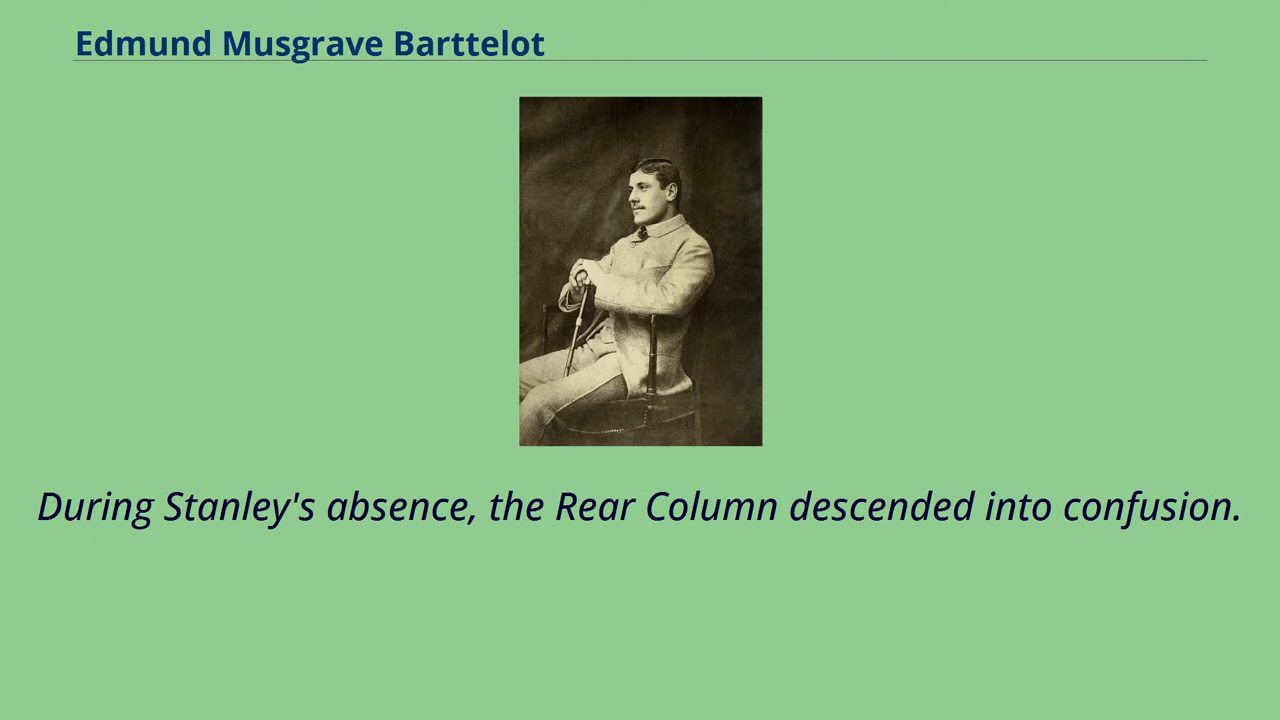 Edmund Musgrave Barttelot
During Stanley's absence, the Rear Column descended into confusion.